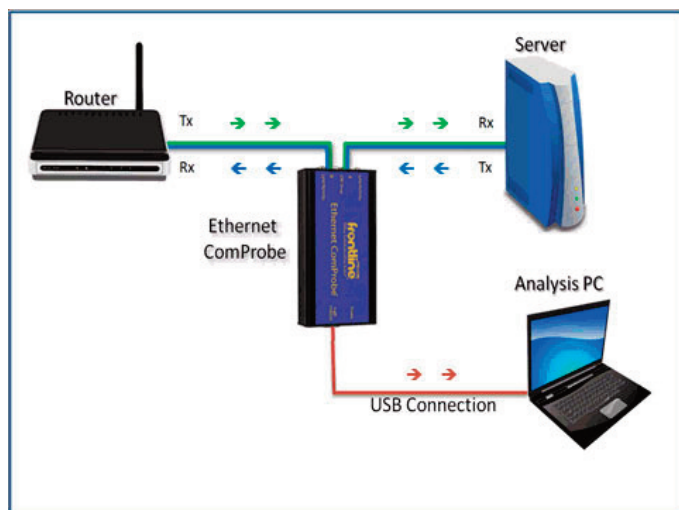 Server
Router
Tx
Rx
Rx
Tx
Ethernet
ComProbe
frontline
Ethernet ComProbe
Analysis PC
USB Connection